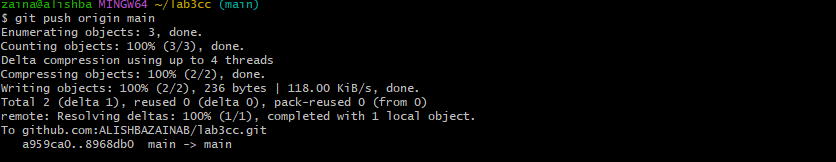 zaina@alishba MINGW64 ~/lab3cc (main)
$ git push origin main
Enumerating objects: 3, done.
Counting objects: 100% (3/3), done.
Delta compression using up to 4 threads
Compressing objects: 100% (2/2), done.
Writing objects: 100% (2/2), 236 bytes | 118.00 KiB/s, done.
Total 2 (delta 1), reused 0 (delta 0), pack-reused 0 (from 0)
remote: Resolving deltas: 100% (1/1), completed with 1 local object.
To github.com:ALISHBAZAINAB/lab3cc.git
   a959ca0..8968db0  main -> main